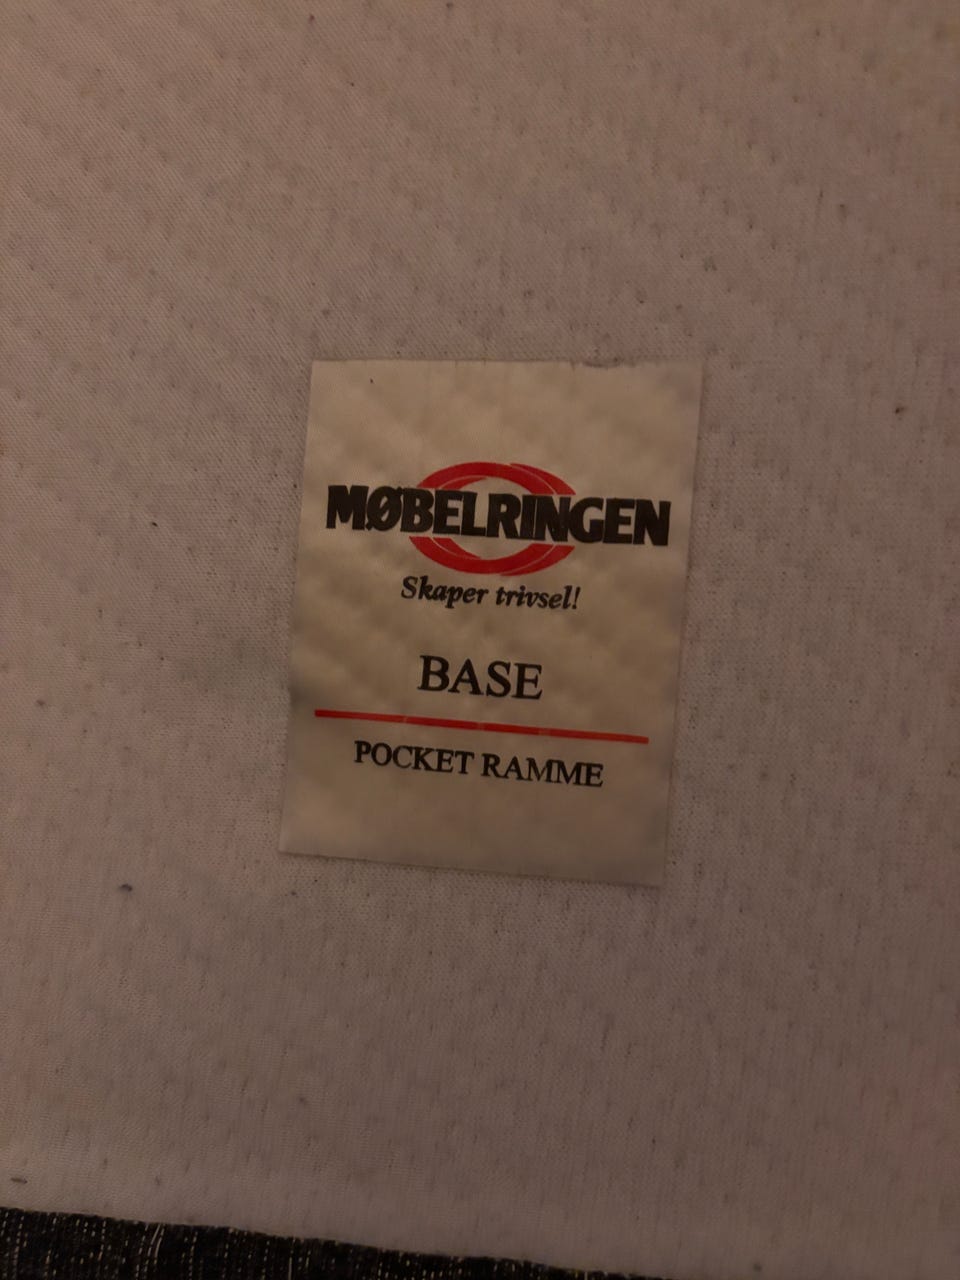 MØBELRINGEN
Skaper trivsel!
BASE
POCKET RAMME